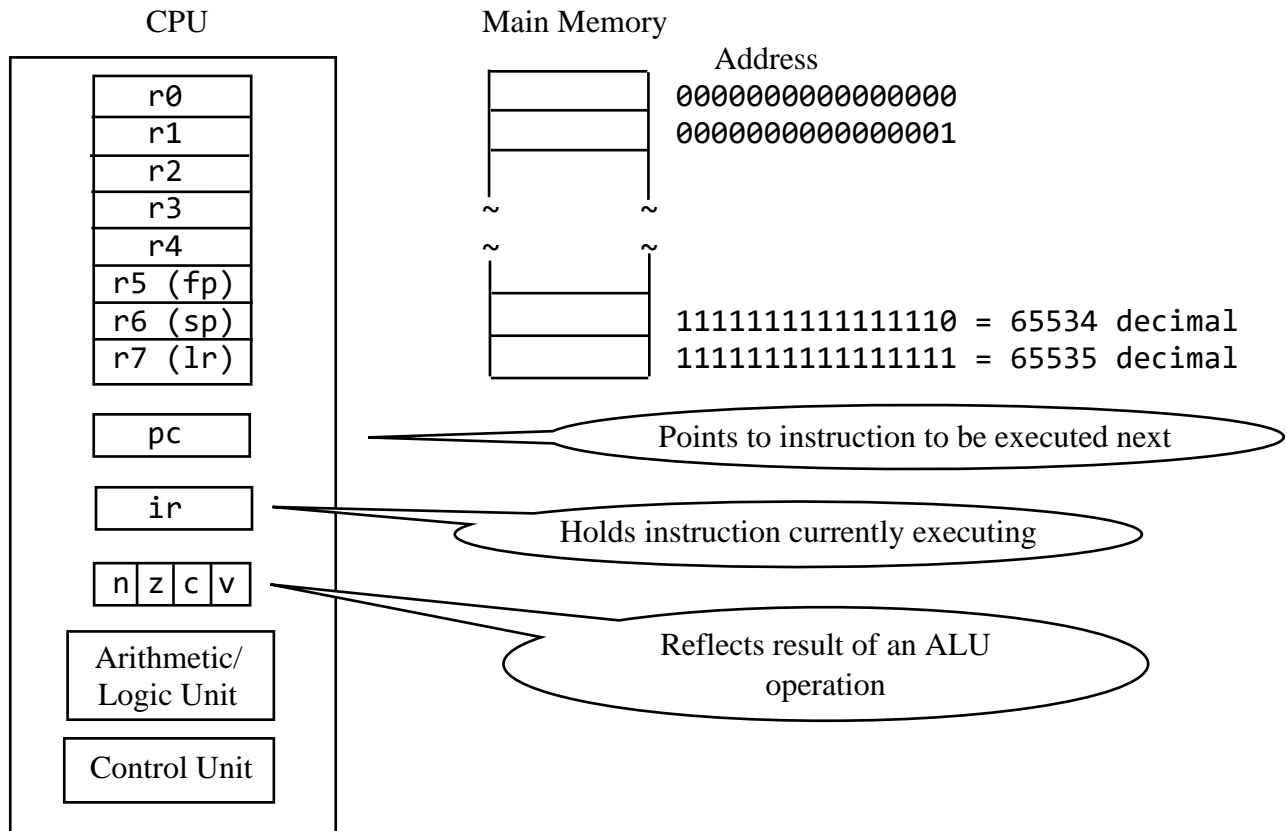 CPU
Main Memory
Address
r0
0000000000000000
r1
0000000000000001
r2
r3
~ ~
r4
~ ~
r5 (fp)
r6 (sp)
1111111111111110 = 65534 decimal
r7 (lr)
1111111111111111 = 65535 decimal
pc
Points to instruction to be executed next
ir
Holds instruction currently executing
n z c v
Reflects result of an ALU
operation
Arithmetic/
Logic Unit
Control Unit